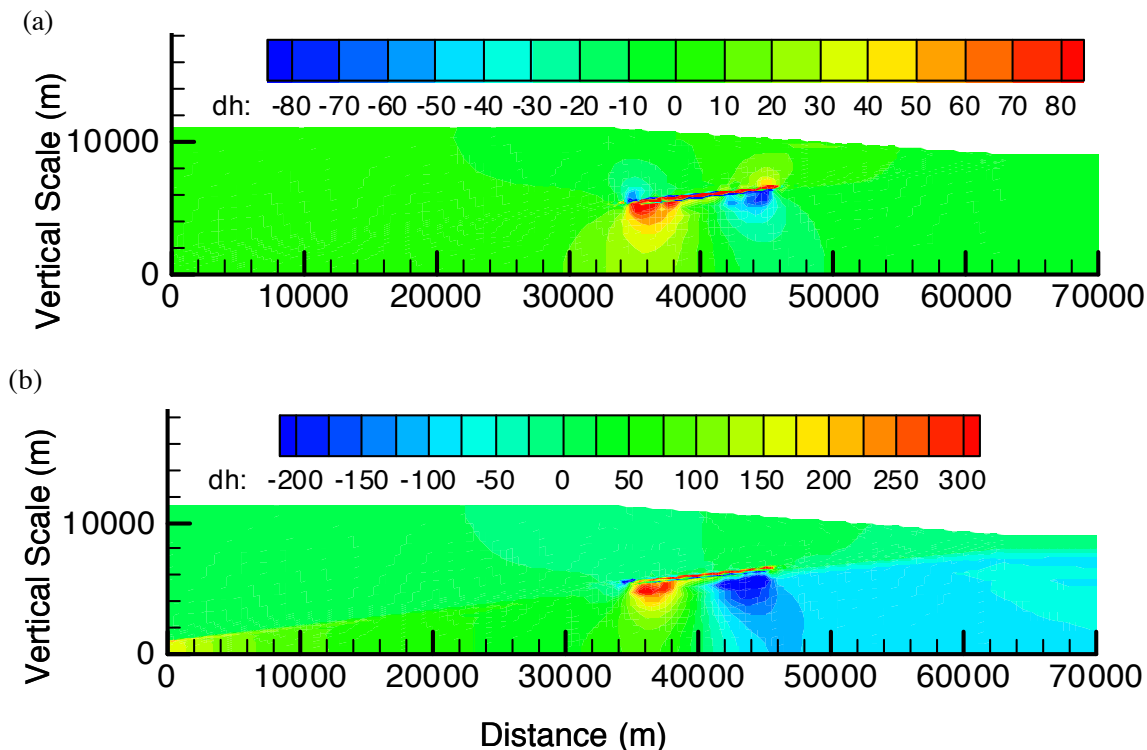 (a)
dh: -80 -70 -60 -50 -40 -30 -20 -10 0 10 20 30 40 50 60 70 80
Vertical Scale (m)
10000
0
0 10000 20000 30000 40000 50000 60000 70000
(b)
dh: -200 -150 -100 -50 0 50 100 150 200 250 300
Vertical Scale (m)
10000
0
0 10000 20000 30000 40000 50000 60000 70000
Distance (m)